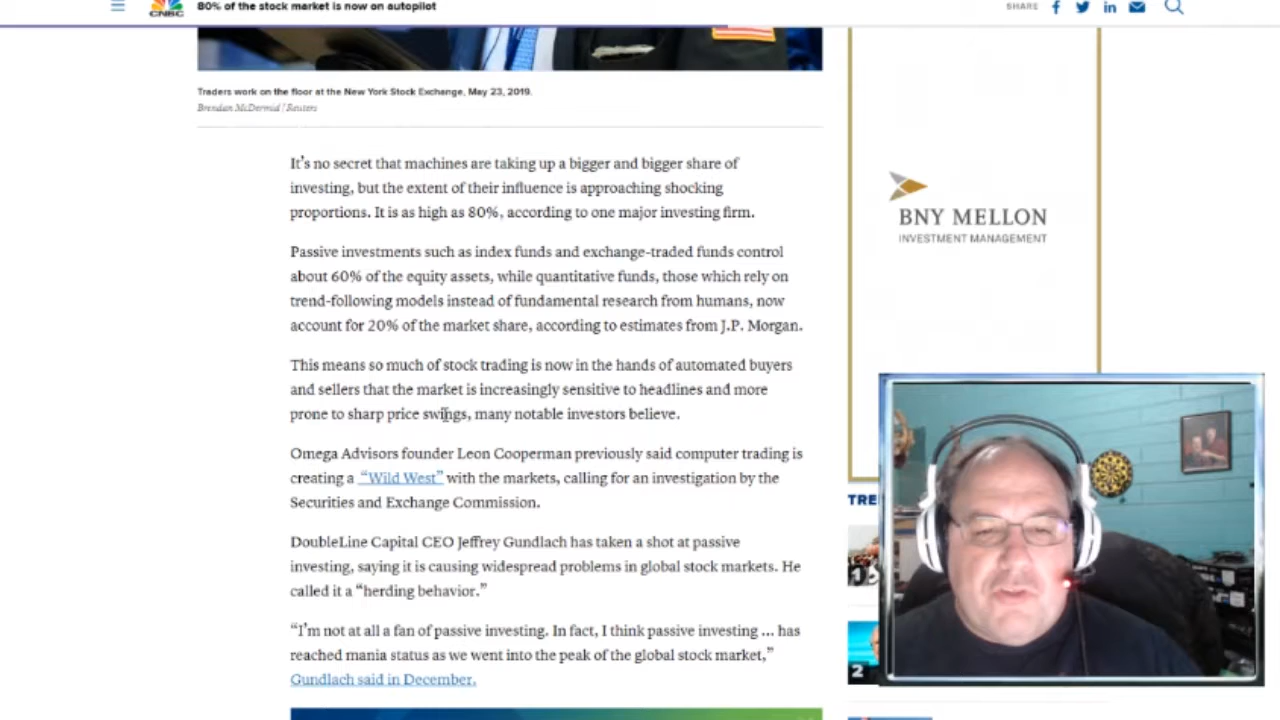 CNBC
80% of the stock market is now on autopilot
SHARE
Traders work on the floor at the New York Stock Exchange, May 23, 2019.
Brendan McDermid | Reuters
It's no secret that machines are taking up a bigger and bigger share of
investing, but the extent of their influence is approaching shocking
proportions. It is as high as 80%, according to one major investing firm.
Passive investments such as index funds and exchange-traded funds control
about 60% of the equity assets, while quantitative funds, those which rely on
trend-following models instead of fundamental research from humans, now
account for 20% of the market share, according to estimates from J.P. Morgan.
This means so much of stock trading is now in the hands of automated buyers
and sellers that the market is increasingly sensitive to headlines and more
prone to sharp price swings, many notable investors believe.
Omega Advisors founder Leon Cooperman previously said computer trading is
creating a “Wild West” with the markets, calling for an investigation by the
Securities and Exchange Commission.
DoubleLine Capital CEO Jeffrey Gundlach has taken a shot at passive
investing, saying it is causing widespread problems in global stock markets. He
called it a “herding behavior.”
“I'm not at all a fan of passive investing. In fact, I think passive investing ... has
reached mania status as we went into the peak of the global stock market,”
Gundlach said in December.
BNY MELLON
INVESTMENT MANAGEMENT
TRE
2